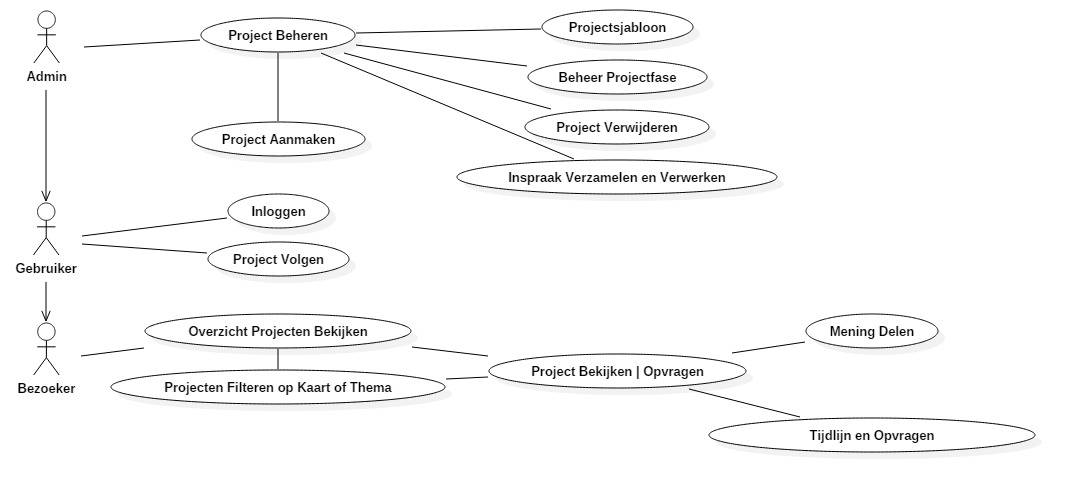 Projectsjabloon
Project Beheren
Admin
Beheer Projectfase
Project Verwijderen
Project Aanmaken
Inspraak Verzamelen en Verwerken
Inloggen
Project Volgen
Gebruiker
Overzicht Projecten Bekijken
Mening Delen
Project Bekijken | Opvragen
Projecten Filteren op Kaart of Thema
Bezoeker
Tijdlijn en Opvragen